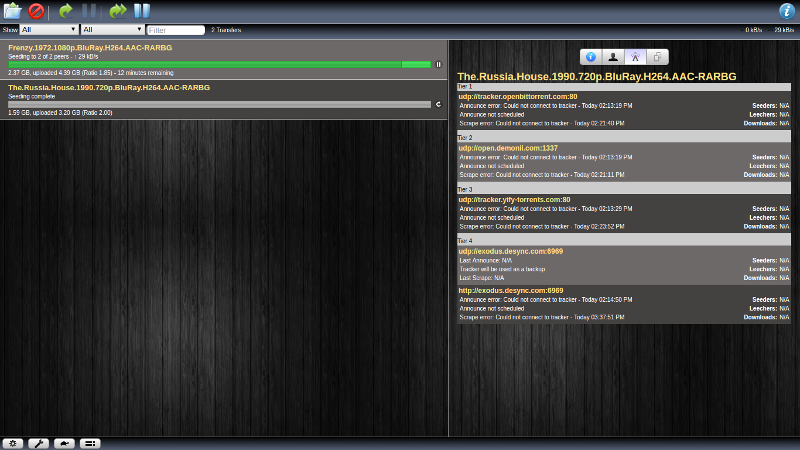 Show All All Filter 2 Transfers 0 kB/s 29 kB/s
Frenzy.1972.1080p.BluRay.H264.AAC-RARBG
Seeding to 2 of 2 peers - ↑ 29 kB/s
2.37 GB, uploaded 4.39 GB (Ratio 1.85) - 12 minutes remaining
The.Russia.House.1990.720p.BluRay.H264.AAC-RARBG
Seeding complete
1.59 GB, uploaded 3.20 GB (Ratio 2.00)
The.Russia.House.1990.720p.BluRay.H264.AAC-RARBG
Tier 1
udp://tracker.openbittorrent.com:80
Announce error: Could not connect to tracker - Today 02:13:19 PM Seeders: N/A
Announce not scheduled Leechers: N/A
Scrape error: Could not connect to tracker - Today 02:21:40 PM Downloads: N/A
Tier 2
udp://open.demonii.com:1337
Announce error: Could not connect to tracker - Today 02:13:19 PM Seeders: N/A
Announce not scheduled Leechers: N/A
Scrape error: Could not connect to tracker - Today 02:21:11 PM Downloads: N/A
Tier 3
udp://tracker.yify-torrents.com:80
Announce error: Could not connect to tracker - Today 02:13:29 PM Seeders: N/A
Announce not scheduled Leechers: N/A
Scrape error: Could not connect to tracker - Today 02:23:52 PM Downloads: N/A
Tier 4
udp://exodus.desync.com:6969
Last Announce: N/A Seeders: N/A
Tracker will be used as a backup Leechers: N/A
Last Scrape: N/A Downloads: N/A
http://exodus.desync.com:6969
Announce error: Could not connect to tracker - Today 02:14:50 PM Seeders: N/A
Announce not scheduled Leechers: N/A
Scrape error: Could not connect to tracker - Today 03:37:51 PM Downloads: N/A